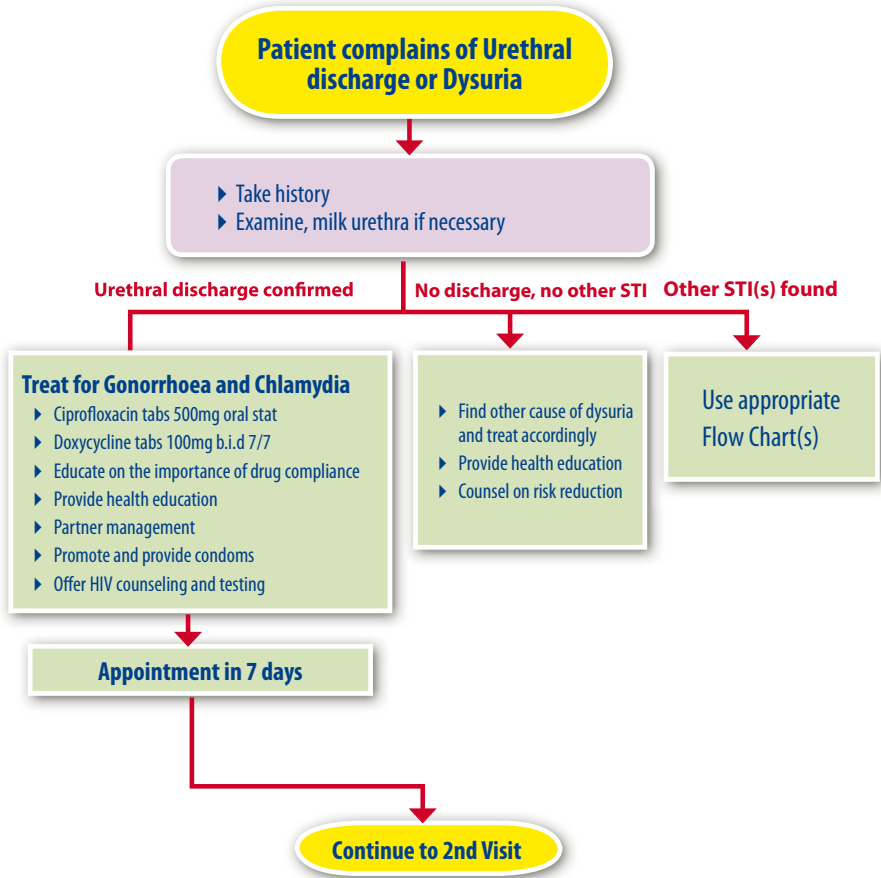 Patient complains of Urethral
discharge or Dysuria
Take history
Examine, milk urethra if necessary
Urethral discharge confirmed
No discharge, no other STI
Other STI(s) found
Treat for Gonorrhoea and Chlamydia
Ciprofloxacin tabs 500mg oral stat
Doxycycline tabs 100mg b.i.d 7/7
Educate on the importance of drug compliance
Provide health education
Partner management
Promote and provide condoms
Offer HIV counseling and testing
Find other cause of dysuria
and treat accordingly
Provide health education
Counsel on risk reduction
Use appropriate
Flow Chart(s)
Appointment in 7 days
Continue to 2nd Visit